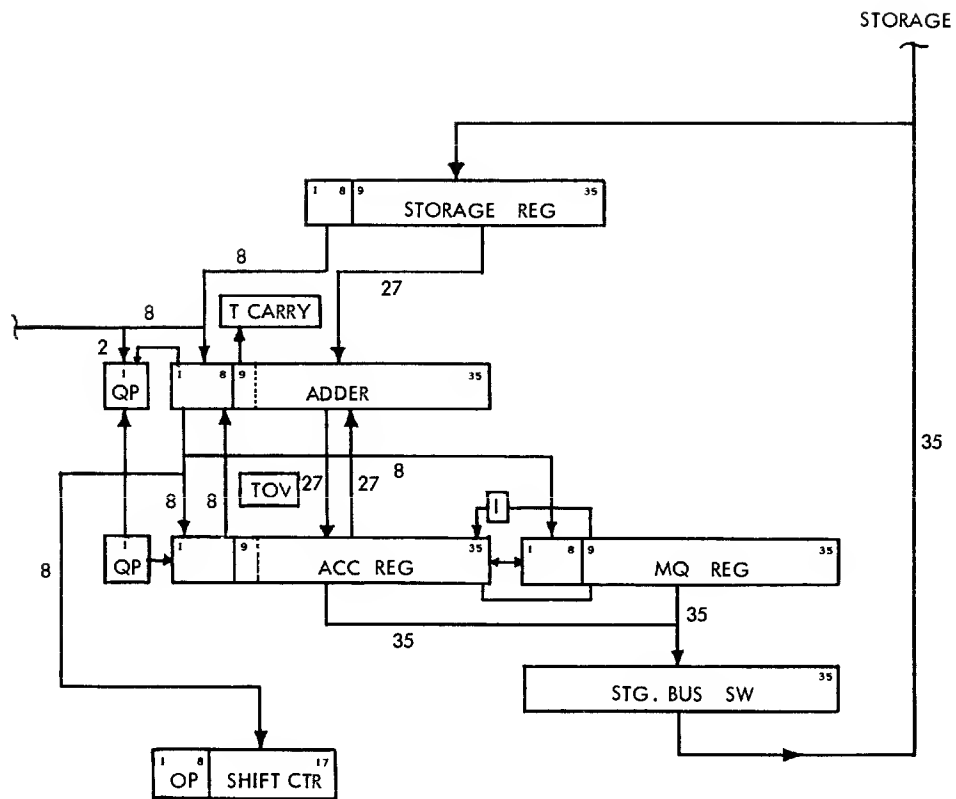 STORAGE
1 8 9 35
STORAGE REG
8
27
8
T CARRY
2
1
QP
1 8 9 35
ADDER
35
8
TOV
27
27
8
8
1
1
QP
1 9 35
ACC REG
1 8 9 35
MQ REG
8
35
35
35
STG. BUS SW
1 8 17
OP SHIFT CTR